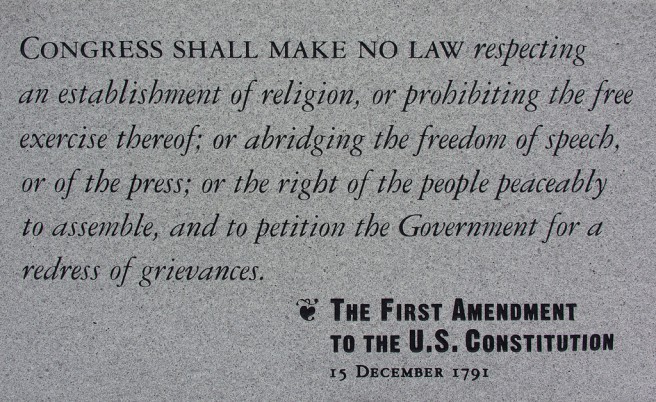 CONGRESS SHALL MAKE NO LAW respecting
an establishment of religion, or prohibiting the free
exercise thereof; or abridging the freedom of speech,
or of the press; or the right of the people peaceably
to assemble, and to petition the Government for a
redress of grievances.
❦ THE FIRST AMENDMENT
TO THE U.S. CONSTITUTION
15 DECEMBER 1791